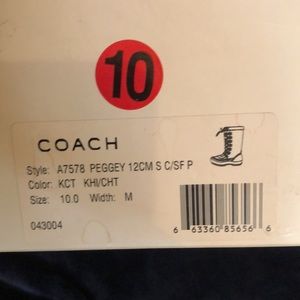 10
COACH
Style: A7578 PEGGEY 12CM S C/SF P
Color: KCT KHI/CHT
Size: 10.0 Width: M
043004
6 63360 85656 6